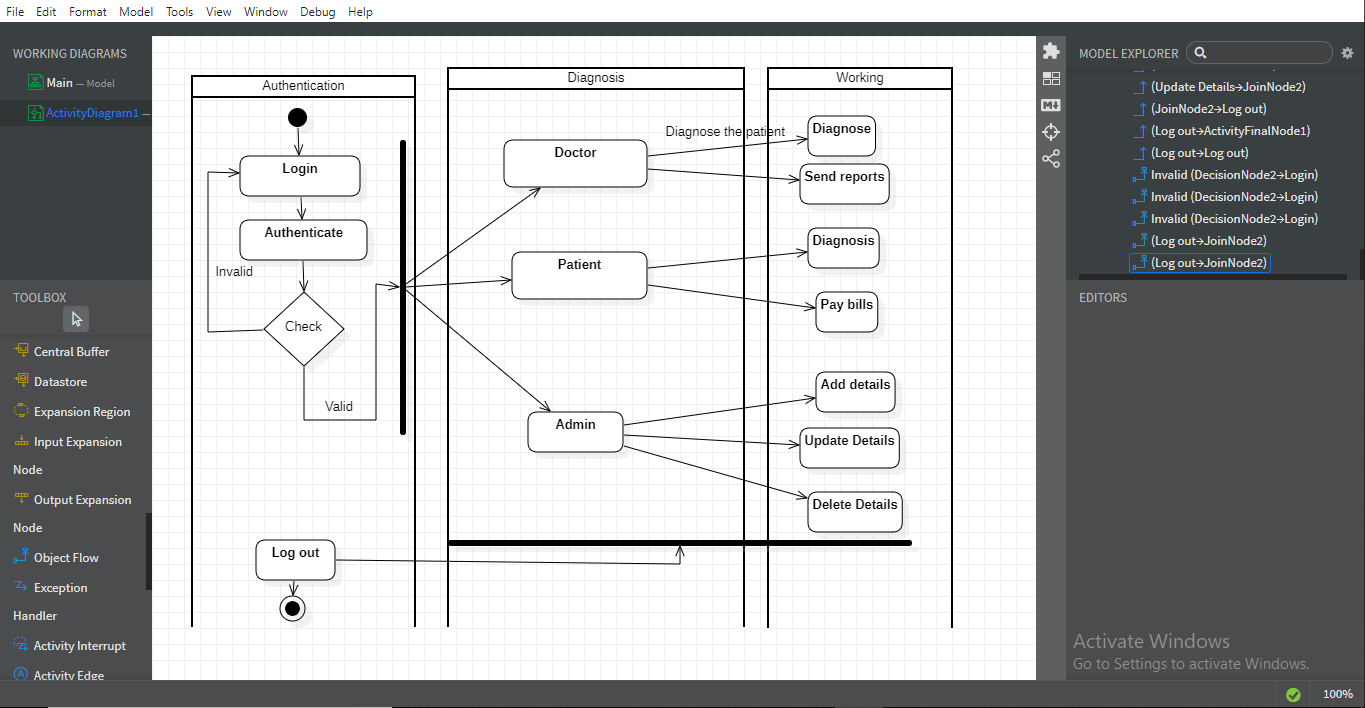 File Edit Format Model Tools View Window Debug Help
WORKING DIAGRAMS
Main — Model
ActivityDiagram1 —
TOOLBOX
Central Buffer
Datastore
Expansion Region
Input Expansion
Node
Output Expansion
Node
Object Flow
Exception
Handler
Activity Interrupt
Activity Edge
Authentication
Login
Authenticate
Invalid
Check
Valid
Log out
Diagnosis
Doctor
Diagnose the patient
Patient
Admin
Working
Diagnose
Send reports
Diagnosis
Pay bills
Add details
Update Details
Delete Details
M↓
MODEL EXPLORER
(Update Details→JoinNode2)
(JoinNode2→Log out)
(Log out→ActivityFinalNode1)
(Log out→Log out)
Invalid (DecisionNode2→Login)
Invalid (DecisionNode2→Login)
Invalid (DecisionNode2→Login)
(Log out→JoinNode2)
(Log out→JoinNode2)
EDITORS
Activate Windows
Go to Settings to activate Windows.
100%